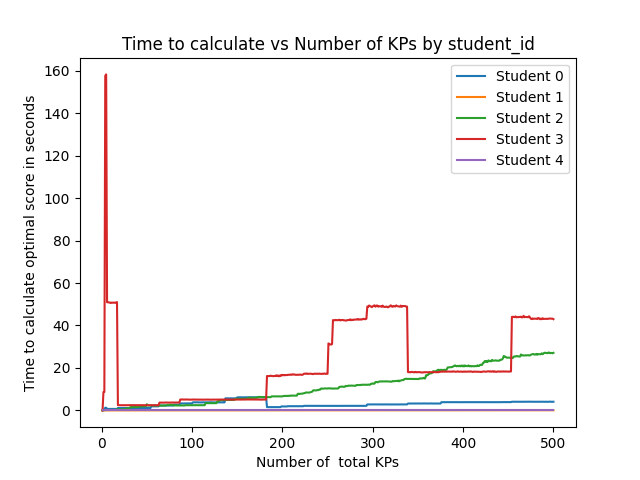 Time to calculate vs Number of KPs by student_id
Time to calculate optimal score in seconds
160
140
120
100
80
60
40
20
0
Student 0
Student 1
Student 2
Student 3
Student 4
0 100 200 300 400 500
Number of  total KPs